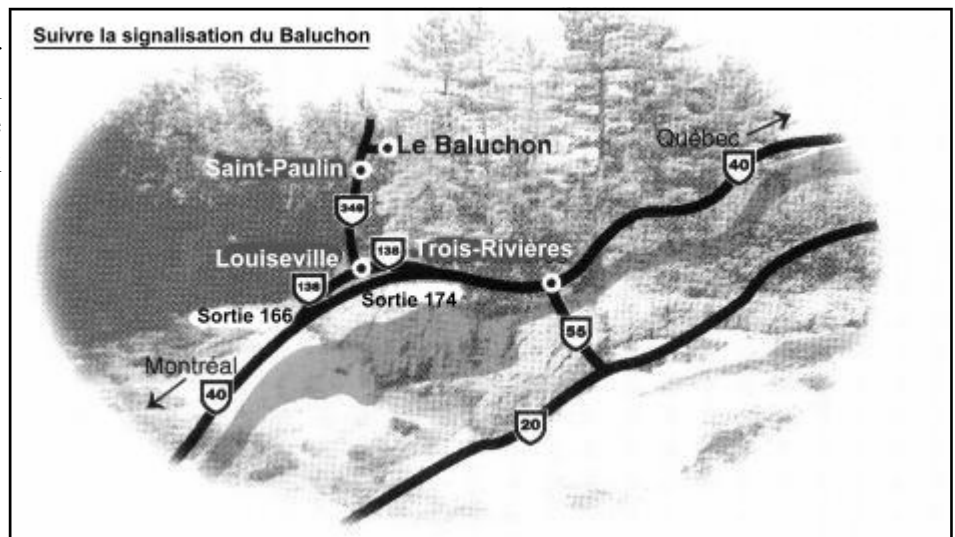 Suivre la signalisation du Baluchon
Québec
40
Le Baluchon
Saint-Paulin
Trois-Rivières
138
Louiseville
138
Sortie 174
Sortie 166
55
Montréal
40
20